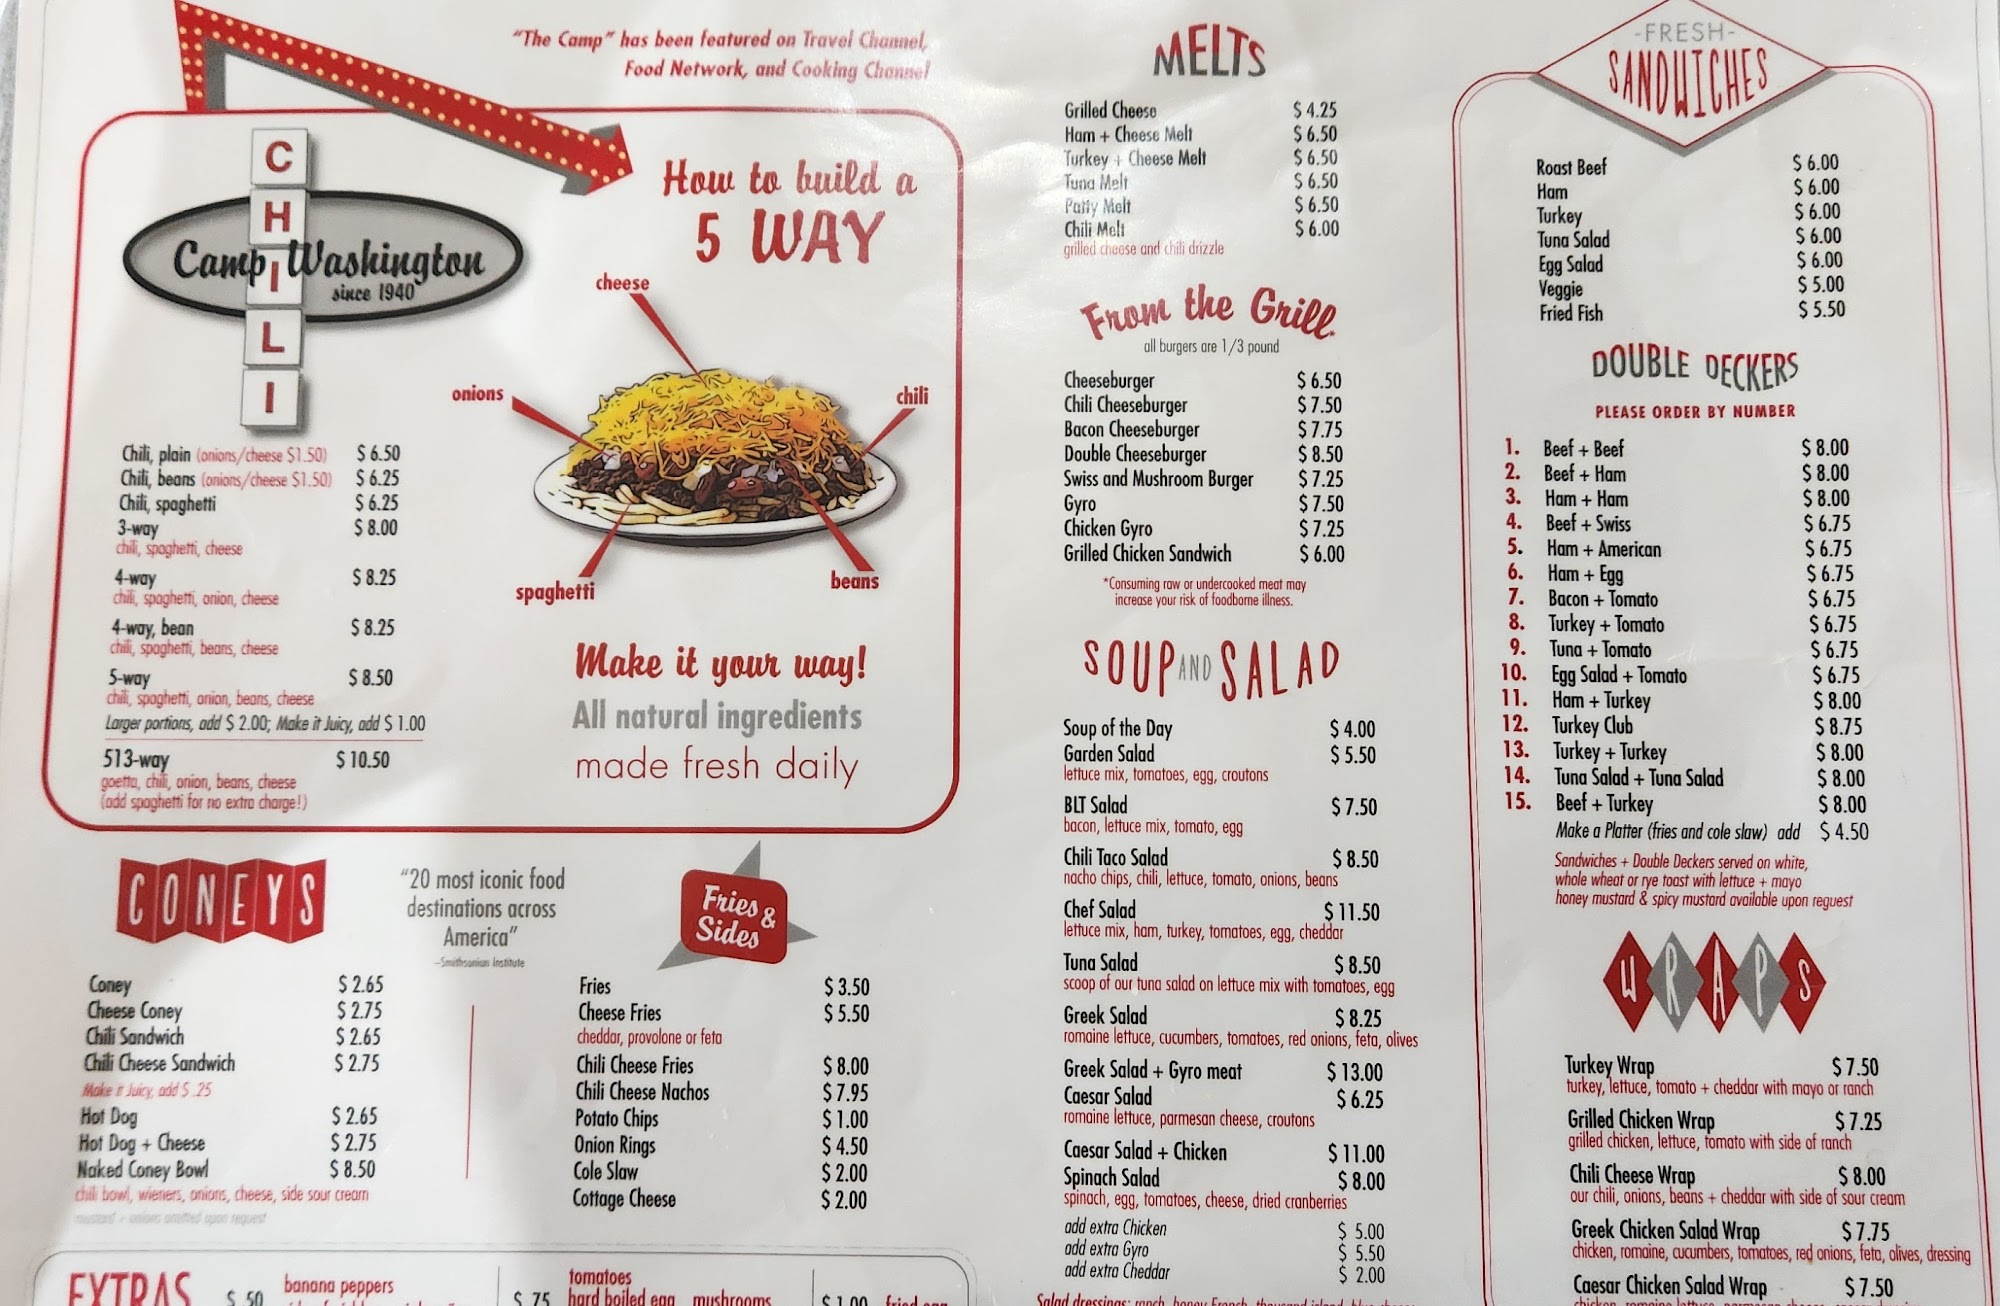 "The Camp" has been featured on Travel Channel,
Food Network, and Cooking Channel
CHILI
Camp Washington
since 1940
How to build a
5 WAY
cheese
onions
chili
spaghetti
beans
Make it your way!
All natural ingredients
made fresh daily
Chili, plain (onions/cheese $1.50) $ 6.50
Chili, beans (onions/cheese $1.50) $ 6.25
Chili, spaghetti $ 6.25
3-way $ 8.00
chili, spaghetti, cheese
4-way $ 8.25
chili, spaghetti, onion, cheese
4-way, bean $ 8.25
chili, spaghetti, beans, cheese
5-way $ 8.50
chili, spaghetti, onion, beans, cheese
Larger portions, add $ 2.00; Make it Juicy, add $ 1.00
513-way $ 10.50
goetta, chili, onion, beans, cheese
(add spaghetti for no extra charge!)
CONEYS
"20 most iconic food
destinations across
America"
-Smithsonian Institute
Coney $ 2.65
Cheese Coney $ 2.75
Chili Sandwich $ 2.65
Chili Cheese Sandwich $ 2.75
Make it Juicy, add $ .25
Hot Dog $ 2.65
Hot Dog + Cheese $ 2.75
Naked Coney Bowl $ 8.50
chili bowl, wieners, onions, cheese, side sour cream
mustard + onions omitted upon request
Fries &
Sides
Fries $ 3.50
Cheese Fries $ 5.50
cheddar, provolone or feta
Chili Cheese Fries $ 8.00
Chili Cheese Nachos $ 7.95
Potato Chips $ 1.00
Onion Rings $ 4.50
Cole Slaw $ 2.00
Cottage Cheese $ 2.00
EXTRAS
$ .50 banana peppers
$ .75 tomatoes
hard boiled egg mushrooms
$ 1.00 fried egg
MELTS
Grilled Cheese $ 4.25
Ham + Cheese Melt $ 6.50
Turkey + Cheese Melt $ 6.50
Tuna Melt $ 6.50
Patty Melt $ 6.50
Chili Melt $ 6.00
grilled cheese and chili drizzle
From the Grill
all burgers are 1/3 pound
Cheeseburger $ 6.50
Chili Cheeseburger $ 7.50
Bacon Cheeseburger $ 7.75
Double Cheeseburger $ 8.50
Swiss and Mushroom Burger $ 7.25
Gyro $ 7.50
Chicken Gyro $ 7.25
Grilled Chicken Sandwich $ 6.00
*Consuming raw or undercooked meat may
increase your risk of foodborne illness.
SOUP AND SALAD
Soup of the Day $ 4.00
Garden Salad $ 5.50
lettuce mix, tomatoes, egg, croutons
BLT Salad $ 7.50
bacon, lettuce mix, tomato, egg
Chili Taco Salad $ 8.50
nacho chips, chili, lettuce, tomato, onions, beans
Chef Salad $ 11.50
lettuce mix, ham, turkey, tomatoes, egg, cheddar
Tuna Salad $ 8.50
scoop of our tuna salad on lettuce mix with tomatoes, egg
Greek Salad $ 8.25
romaine lettuce, cucumbers, tomatoes, red onions, feta, olives
Greek Salad + Gyro meat $ 13.00
Caesar Salad $ 6.25
romaine lettuce, parmesan cheese, croutons
Caesar Salad + Chicken $ 11.00
Spinach Salad $ 8.00
spinach, egg, tomatoes, cheese, dried cranberries
add extra Chicken $ 5.00
add extra Gyro $ 5.50
add extra Cheddar $ 2.00
Salad dressings: ranch, honey French, thousand island, blue cheese
-FRESH-
SANDWICHES
Roast Beef $ 6.00
Ham $ 6.00
Turkey $ 6.00
Tuna Salad $ 6.00
Egg Salad $ 6.00
Veggie $ 5.00
Fried Fish $ 5.50
DOUBLE DECKERS
PLEASE ORDER BY NUMBER
1. Beef + Beef $ 8.00
2. Beef + Ham $ 8.00
3. Ham + Ham $ 8.00
4. Beef + Swiss $ 6.75
5. Ham + American $ 6.75
6. Ham + Egg $ 6.75
7. Bacon + Tomato $ 6.75
8. Turkey + Tomato $ 6.75
9. Tuna + Tomato $ 6.75
10. Egg Salad + Tomato $ 6.75
11. Ham + Turkey $ 8.00
12. Turkey Club $ 8.75
13. Turkey + Turkey $ 8.00
14. Tuna Salad + Tuna Salad $ 8.00
15. Beef + Turkey $ 8.00
Make a Platter (fries and cole slaw) add $ 4.50
Sandwiches + Double Deckers served on white,
whole wheat or rye toast with lettuce + mayo
honey mustard & spicy mustard available upon reguest
WRAPS
Turkey Wrap $ 7.50
turkey, lettuce, tomato + cheddar with mayo or ranch
Grilled Chicken Wrap $ 7.25
grilled chicken, lettuce, tomato with side of ranch
Chili Cheese Wrap $ 8.00
our chili, onions, beans + cheddar with side of sour cream
Greek Chicken Salad Wrap $ 7.75
chicken, romaine, cucumbers, tomatoes, red onions, feta, olives, dressing
Caesar Chicken Salad Wrap $ 7.50